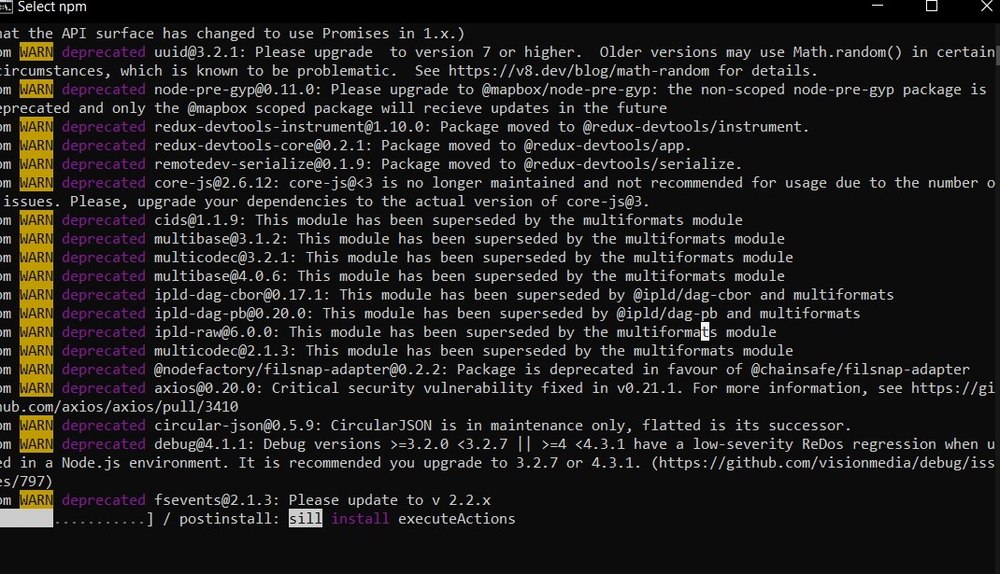 Select npm
hat the API surface has changed to use Promises in 1.x.)
pm WARN deprecated uuid@3.2.1: Please upgrade  to version 7 or higher.  Older versions may use Math.random() in certain
circumstances, which is known to be problematic.  See https://v8.dev/blog/math-random for details.
pm WARN deprecated node-pre-gyp@0.11.0: Please upgrade to @mapbox/node-pre-gyp: the non-scoped node-pre-gyp package is
eprecated and only the @mapbox scoped package will recieve updates in the future
pm WARN deprecated redux-devtools-instrument@1.10.0: Package moved to @redux-devtools/instrument.
pm WARN deprecated redux-devtools-core@0.2.1: Package moved to @redux-devtools/app.
pm WARN deprecated remotedev-serialize@0.1.9: Package moved to @redux-devtools/serialize.
pm WARN deprecated core-js@2.6.12: core-js@<3 is no longer maintained and not recommended for usage due to the number o
issues. Please, upgrade your dependencies to the actual version of core-js@3.
pm WARN deprecated cids@1.1.9: This module has been superseded by the multiformats module
pm WARN deprecated multibase@3.1.2: This module has been superseded by the multiformats module
pm WARN deprecated multicodec@3.2.1: This module has been superseded by the multiformats module
pm WARN deprecated multibase@4.0.6: This module has been superseded by the multiformats module
pm WARN deprecated ipld-dag-cbor@0.17.1: This module has been superseded by @ipld/dag-cbor and multiformats
pm WARN deprecated ipld-dag-pb@0.20.0: This module has been superseded by @ipld/dag-pb and multiformats
pm WARN deprecated ipld-raw@6.0.0: This module has been superseded by the multiformats module
pm WARN deprecated multicodec@2.1.3: This module has been superseded by the multiformats module
pm WARN deprecated @nodefactory/filsnap-adapter@0.2.2: Package is deprecated in favour of @chainsafe/filsnap-adapter
pm WARN deprecated axios@0.20.0: Critical security vulnerability fixed in v0.21.1. For more information, see https://gi
hub.com/axios/axios/pull/3410
pm WARN deprecated circular-json@0.5.9: CircularJSON is in maintenance only, flatted is its successor.
pm WARN deprecated debug@4.1.1: Debug versions >=3.2.0 <3.2.7 || >=4 <4.3.1 have a low-severity ReDos regression when u
ed in a Node.js environment. It is recommended you upgrade to 3.2.7 or 4.3.1. (https://github.com/visionmedia/debug/iss
es/797)
pm WARN deprecated fsevents@2.1.3: Please update to v 2.2.x
...........] / postinstall: sill install executeActions